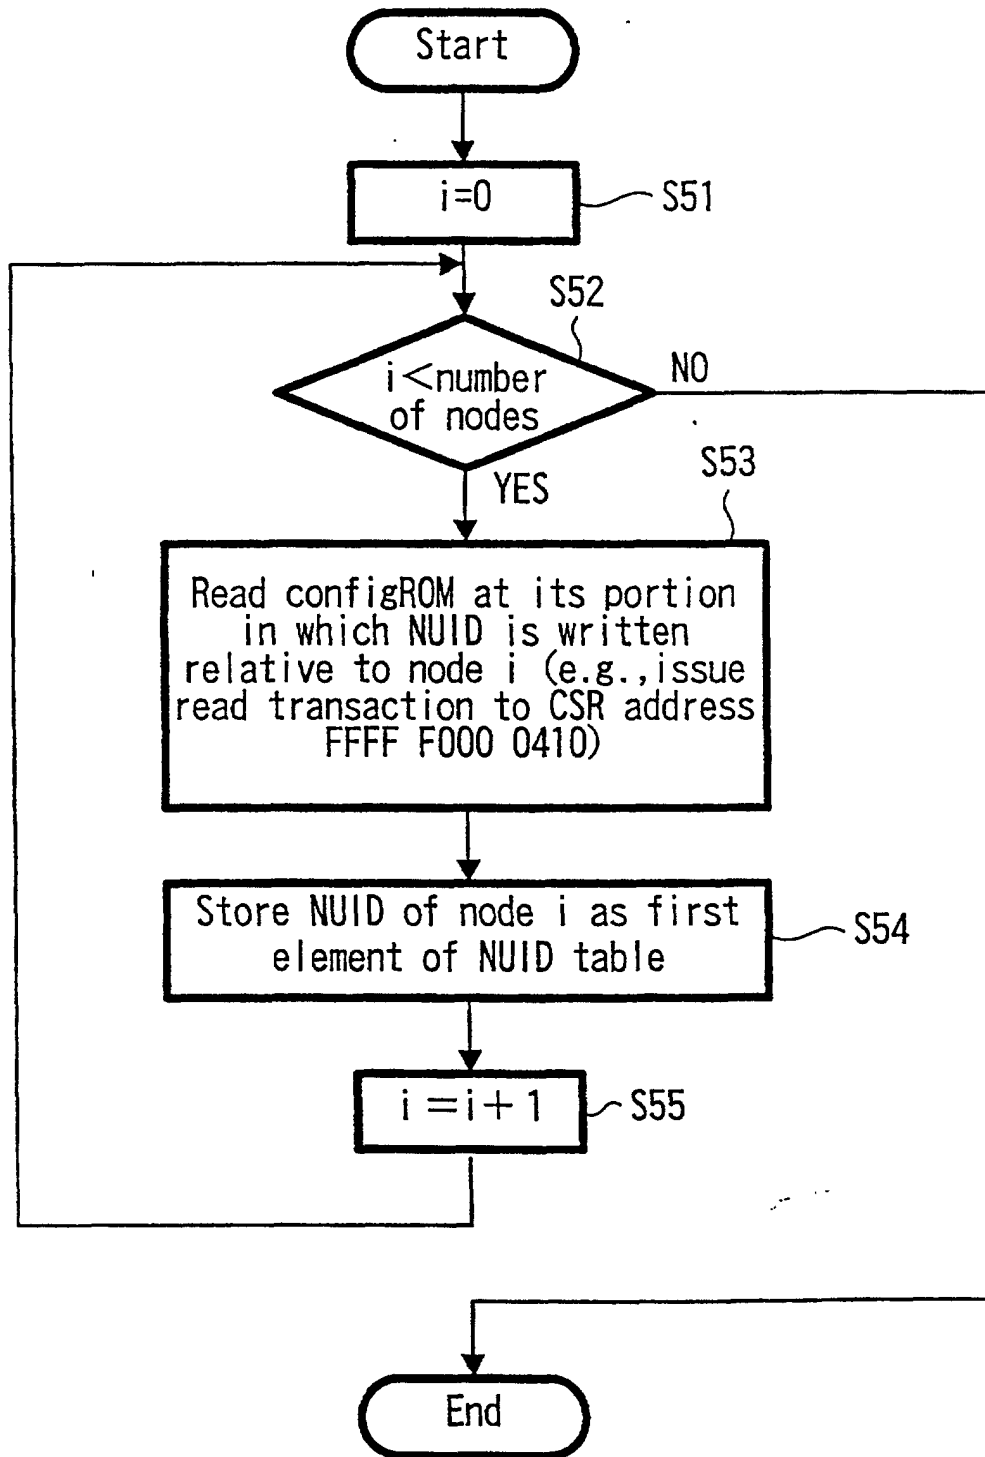 Start
i=0
S51
S52
i<number
of nodes
NO
YES
S53
Read configROM at its portion
in which NUID is written
relative to node i (e.g.,issue
read transaction to CSR address
FFFF F000 0410)
Store NUID of node i as first
element of NUID table
S54
i=i+1
S55
End